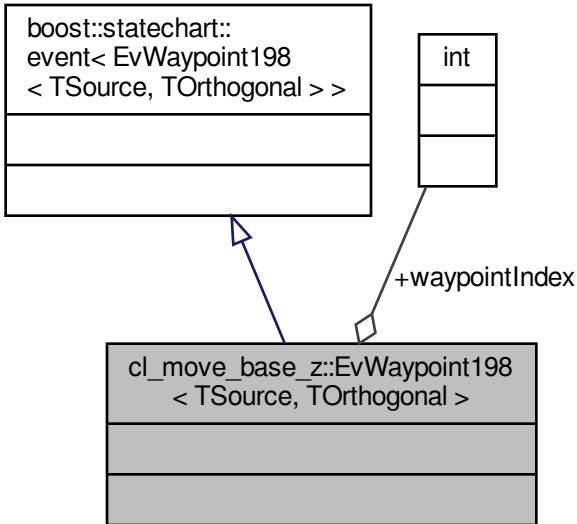 boost::statechart::
event< EvWaypoint198
< TSource, TOrthogonal > >
int
+waypointIndex
cl_move_base_z::EvWaypoint198
< TSource, TOrthogonal >